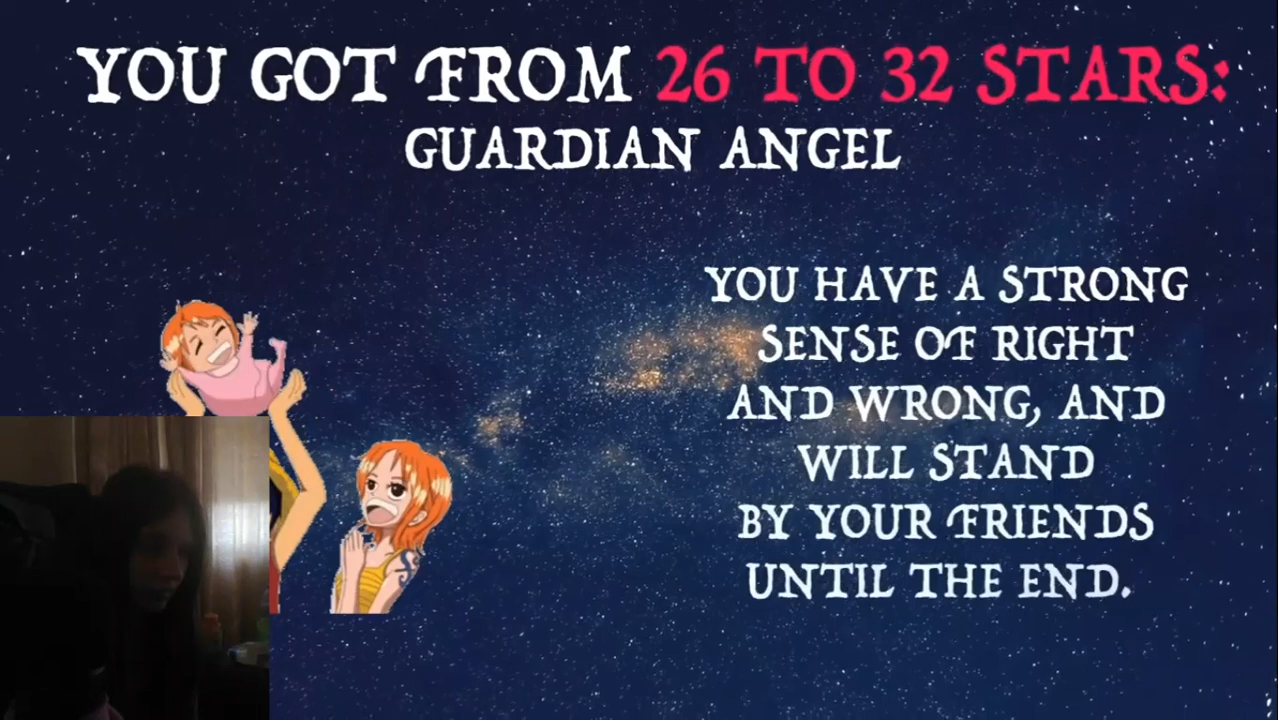 YOU GOT FROM 26 TO 32 STARS:
GUARDIAN ANGEL
YOU HAVE A STRONG
SENSE OF RIGHT
AND WRONG, AND
WILL STAND
BY YOUR FRIENDS
UNTIL THE END.